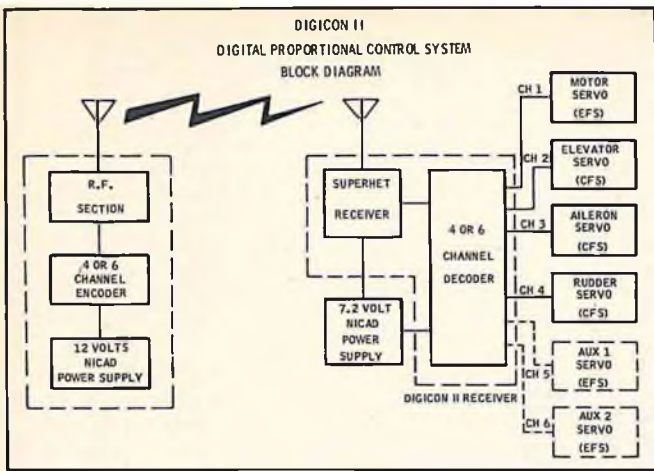 DIGICON II
DIGITAL PROPORTIONAL CONTROL SYSTEM
BLOCK DIAGRAM
R.F.
SECTION
4 OR 6
CHANNEL
ENCODER
12 VOLTS
NICAD
POWER SUPPLY
SUPERHET
RECEIVER
7.2 VOLT
NICAD
POWER
SUPPLY
4 OR 6
CHANNEL
DECODER
DIGICON II RECEIVER
CH 1
MOTOR
SERVO
(EFS)
CH 2
ELEVATOR
SERVO
(CFS)
CH 3
AILERON
SERVO
(CFS)
CH 4
RUDDER
SERVO
(CFS)
CH 5
AUX 1
SERVO
(EFS)
CH 6
AUX 2
SERVO
(EFS)